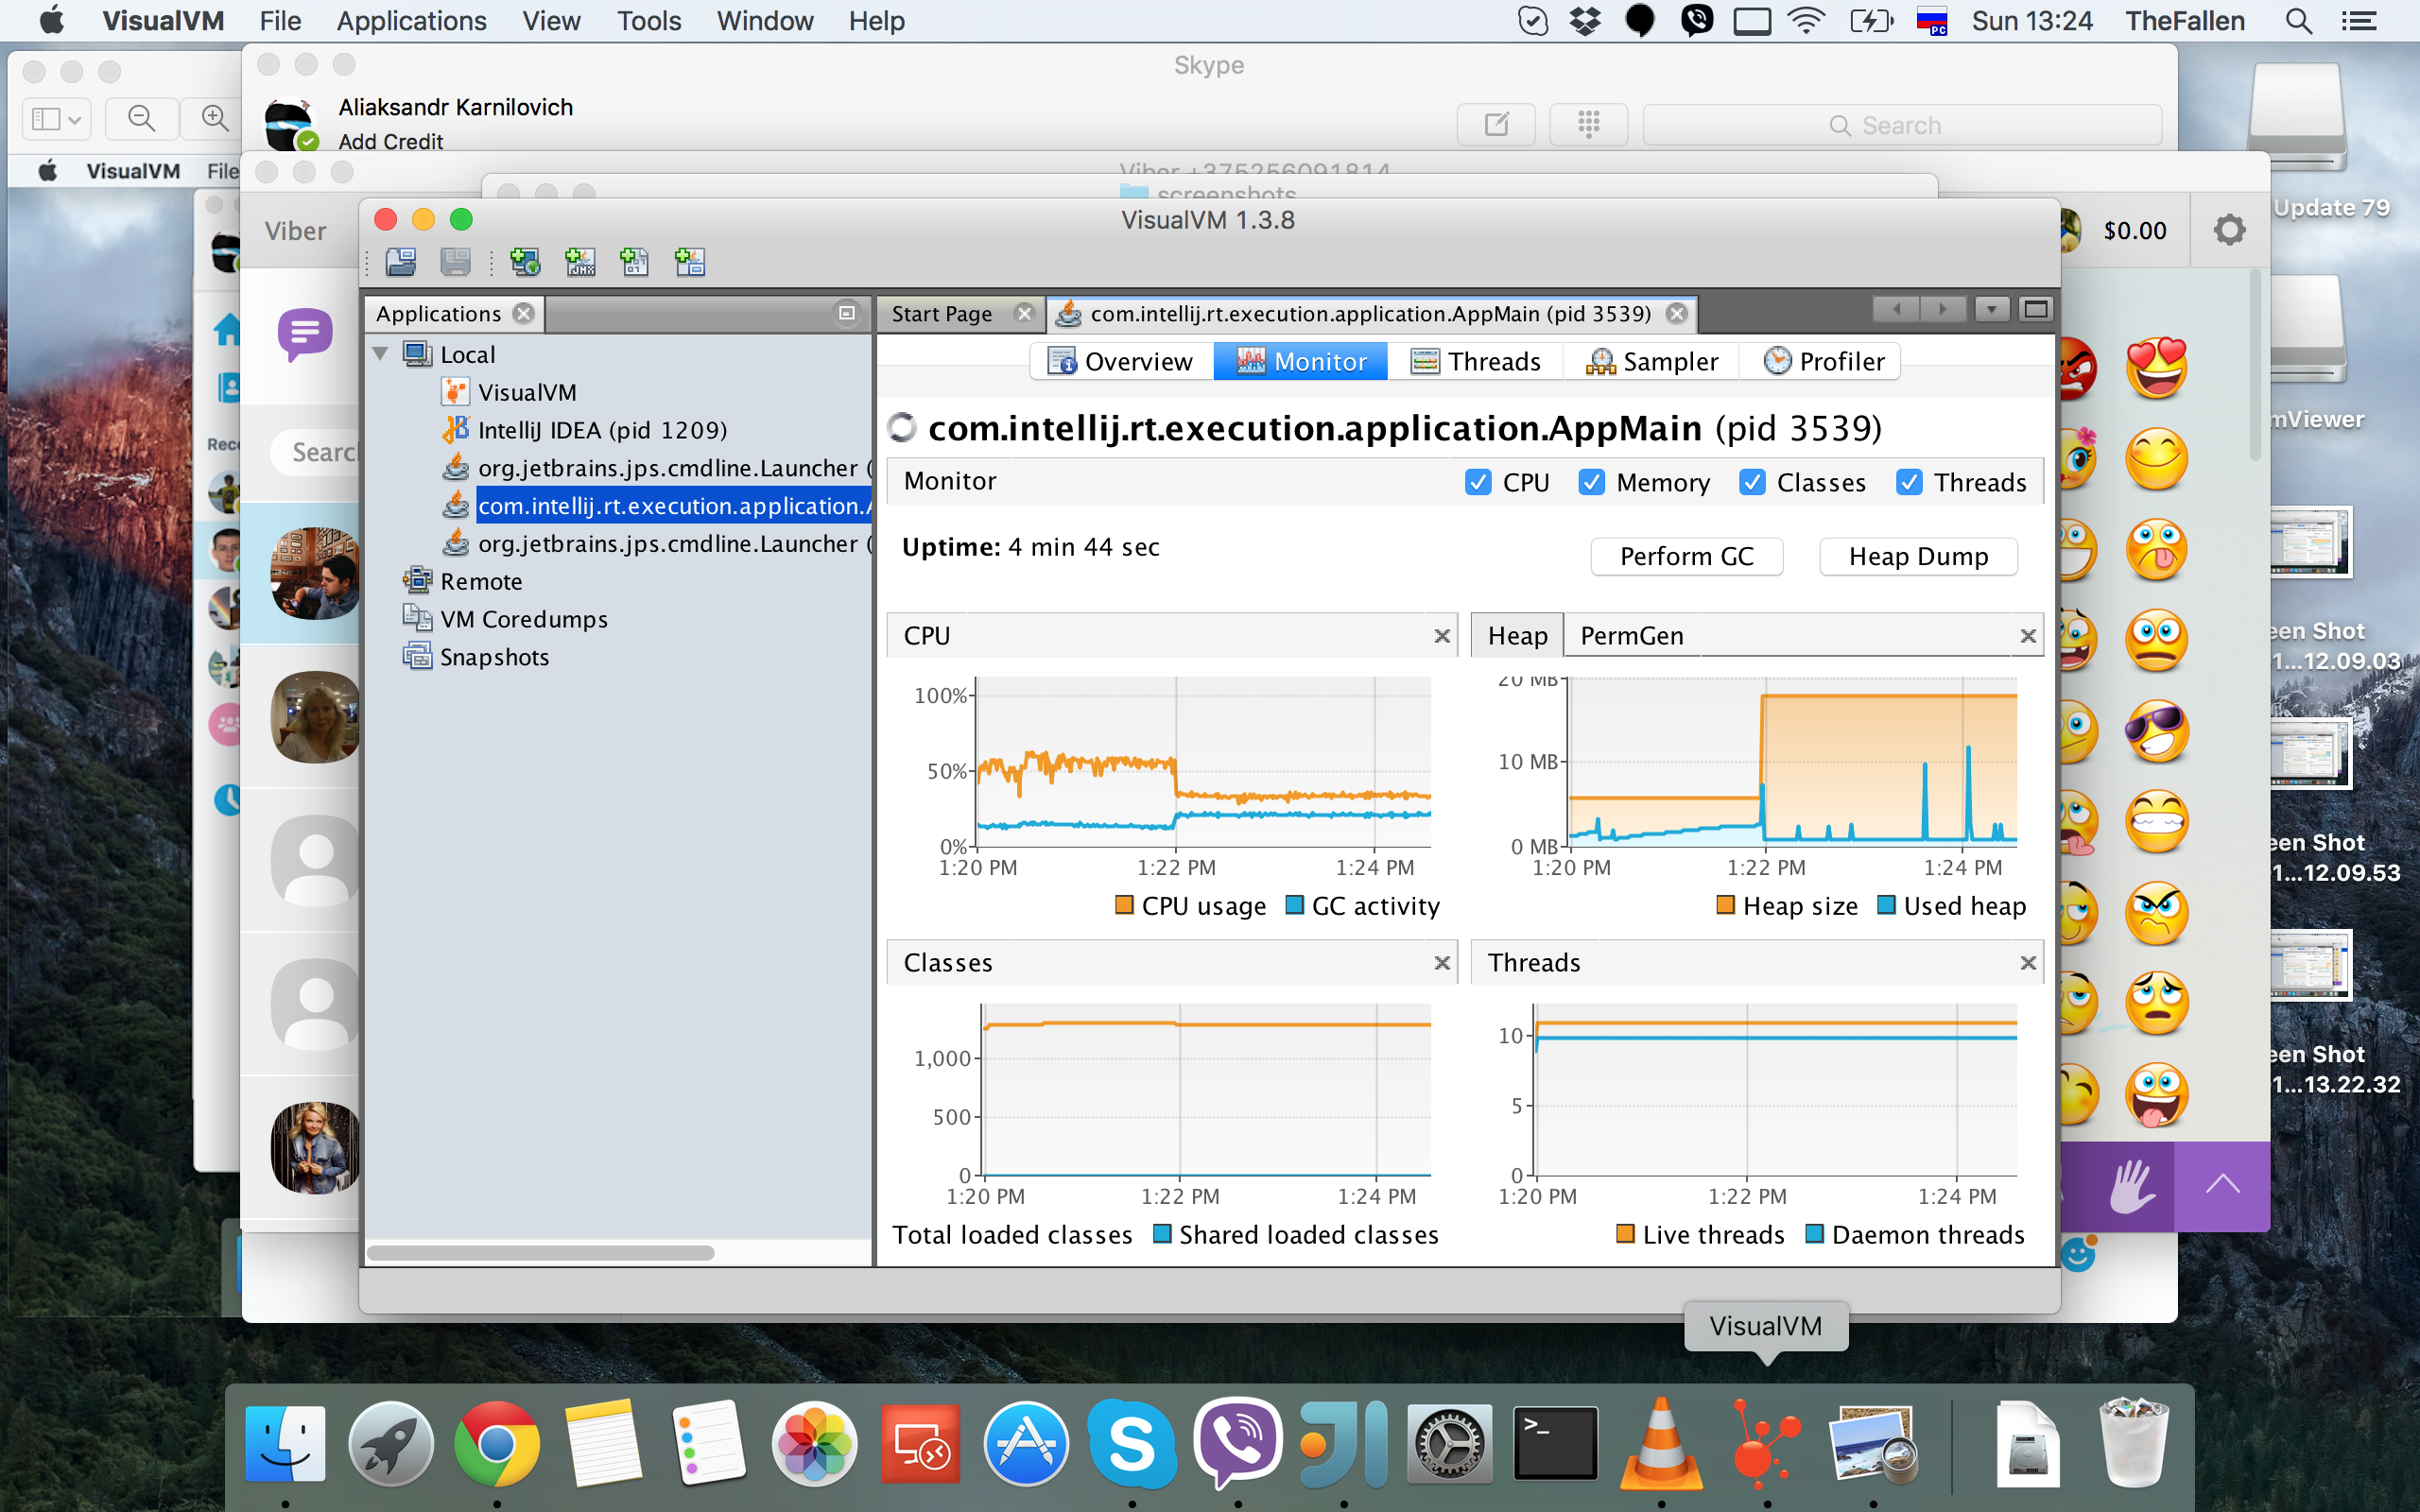 VisualVM File Applications View Tools Window Help
Sun 13:24 TheFallen
Skype
Aliaksandr Karnilovich
Add Credit
Search
VisualVM File
Viber +375256091814
screenshots
Viber
$0.00
VisualVM 1.3.8
Update 79
Applications
Start Page
com.intellij.rt.execution.application.AppMain (pid 3539)
Local
VisualVM
IntelliJ IDEA (pid 1209)
org.jetbrains.jps.cmdline.Launcher (
com.intellij.rt.execution.application.A
org.jetbrains.jps.cmdline.Launcher (
Remote
VM Coredumps
Snapshots
Overview Monitor Threads Sampler Profiler
com.intellij.rt.execution.application.AppMain (pid 3539)
Monitor
CPU Memory Classes Threads
Uptime: 4 min 44 sec
Perform GC Heap Dump
CPU
100%
50%
0%
1:20 PM 1:22 PM 1:24 PM
CPU usage GC activity
Heap PermGen
20 MB
10 MB
0 MB
1:20 PM 1:22 PM 1:24 PM
Heap size Used heap
Classes
1,000
500
0
1:20 PM 1:22 PM 1:24 PM
Total loaded classes Shared loaded classes
Threads
10
5
0
1:20 PM 1:22 PM 1:24 PM
Live threads Daemon threads
Rece
Searc
mViewer
een Shot
1...12.09.03
een Shot
1...12.09.53
een Shot
1...13.22.32
VisualVM